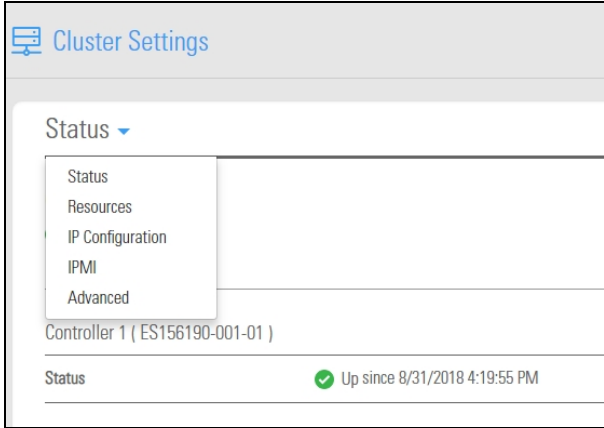 Cluster Settings
Status
Status
Resources
IP Configuration
IPMI
Advanced
Controller 1 ( ES156190-001-01 )
Status Up since 8/31/2018 4:19:55 PM